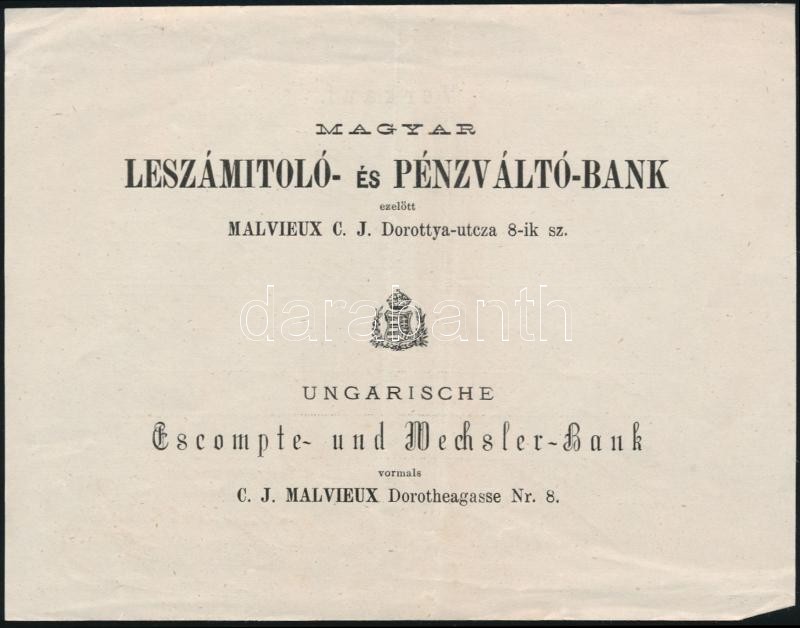 MAGYAR
LESZÁMITOLÓ- ÉS PÉNZVÁLTÓ-BANK
ezelőtt
MALVIEUX C. J. Dorottya-utcza 8-ik sz.
darabanth
UNGARISCHE
Escompte- und Wechsler-Bank
vormals
C. J. MALVIEUX Dorotheagasse Nr. 8.